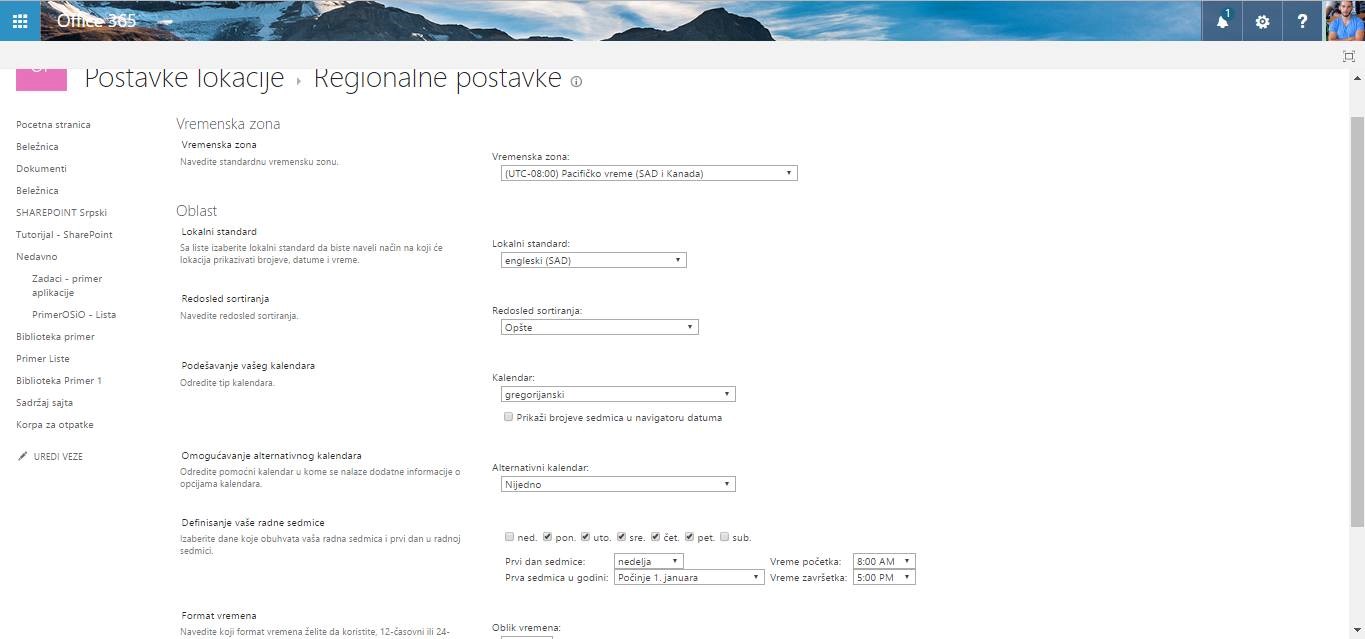 Office 365
1
?
Postavke lokacije › Regionalne postavke
Pocetna stranica
Beležnica
Dokumenti
Beležnica
SHAREPOINT Srpski
Tutorijal - SharePoint
Nedavno
Zadaci - primer
aplikacije
PrimerOSiO - Lista
Biblioteka primer
Primer Liste
Biblioteka Primer 1
Sadržaj sajta
Korpa za otpatke
UREDI VEZE
Vremenska zona
Vremenska zona
Navedite standardnu vremensku zonu.
Vremenska zona:
(UTC-08:00) Pacifičko vreme (SAD i Kanada)
Oblast
Lokalni standard
Sa liste izaberite lokalni standard da biste naveli način na koji će
lokacija prikazivati brojeve, datume i vreme.
Lokalni standard:
engleski (SAD)
Redosled sortiranja
Navedite redosled sortiranja.
Redosled sortiranja:
Opšte
Podešavanje vašeg kalendara
Odredite tip kalendara.
Kalendar:
gregorijanski
Prikaži brojeve sedmica u navigatoru datuma
Omogućavanje alternativnog kalendara
Odredite pomoćni kalendar u kome se nalaze dodatne informacije o
opcijama kalendara.
Alternativni kalendar:
Nijedno
Definisanje vaše radne sedmice
Izaberite dane koje obuhvata vaša radna sedmica i prvi dan u radnoj
sedmici.
ned. pon. uto. sre. čet. pet. sub.
Prvi dan sedmice: nedelja Vreme početka: 8:00 AM
Prva sedmica u godini: Počinje 1. januara Vreme završetka: 5:00 PM
Format vremena
Navedite koji format vremena želite da koristite, 12-časovni ili 24-
Oblik vremena: